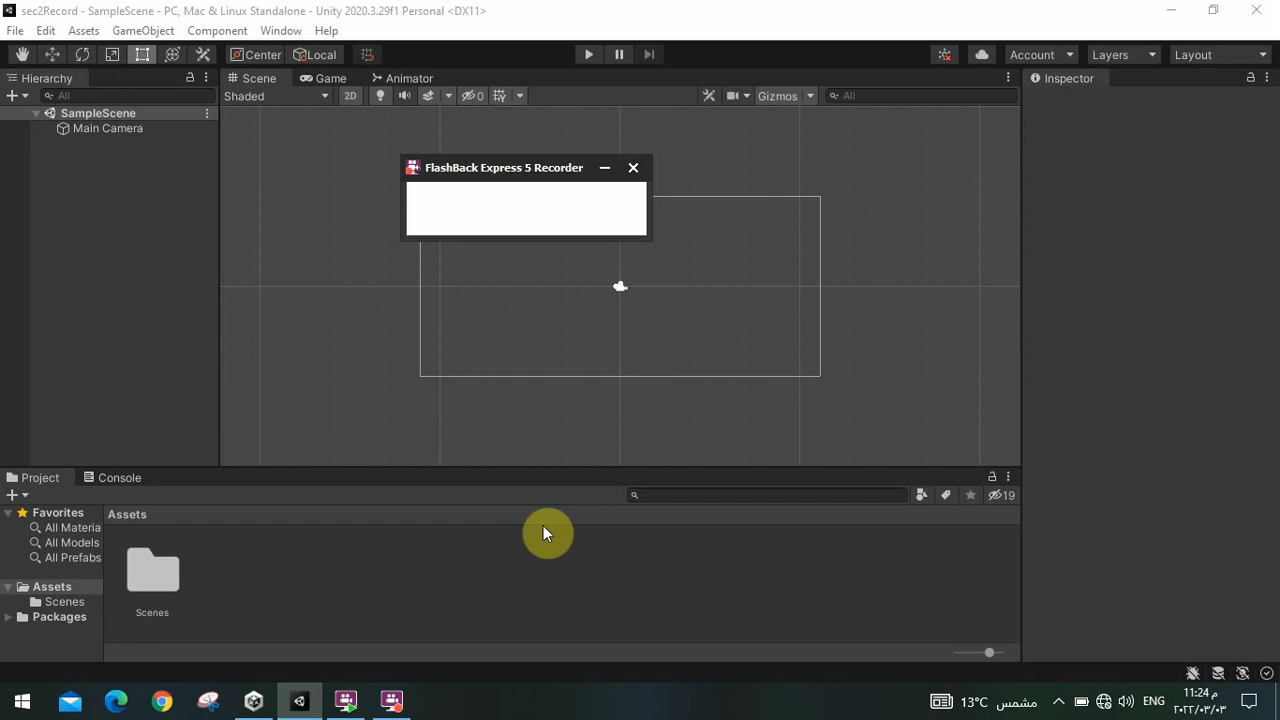 sec2Record - SampleScene - PC, Mac & Linux Standalone - Unity 2020.3.29f1 Personal <DX11>
File Edit Assets GameObject Component Window Help
Center Local Account Layers Layout
Hierarchy Scene Game Animator Inspector
All Shaded 2D 0 Gizmos All
SampleScene
Main Camera
FlashBack Express 5 Recorder
Project Console
19
Favorites
All Materia
All Models
All Prefabs
Assets
Scenes
Packages
Assets
Scenes
13°C مشمس ENG
م 11:24
٢٠٢٢/٠٣/٠٣